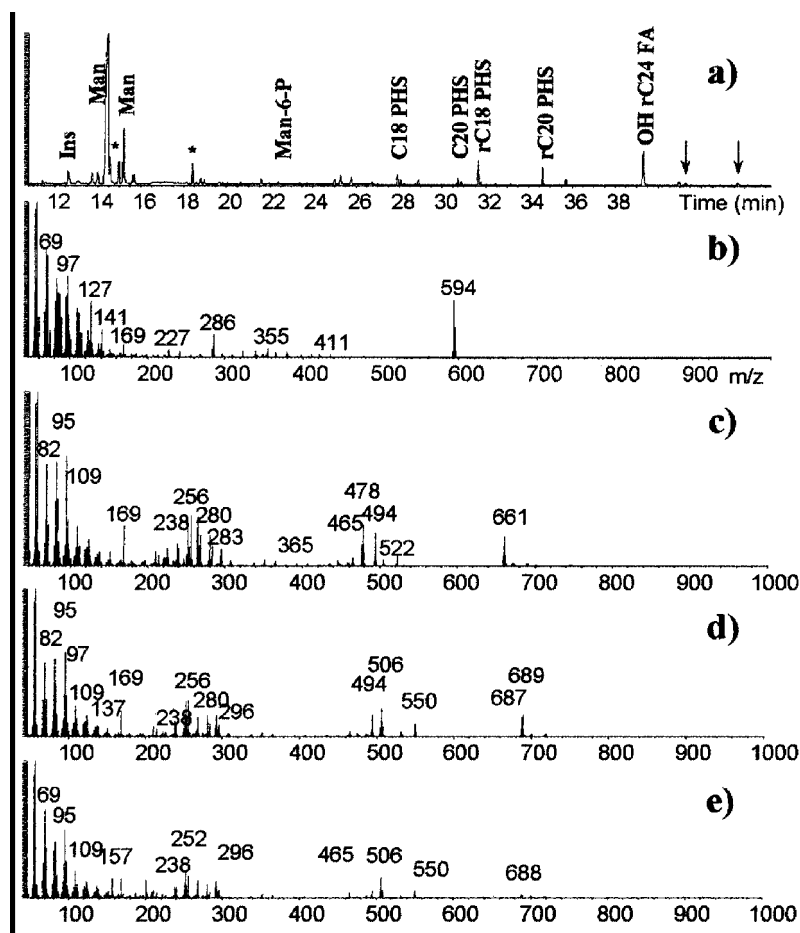 a)
Ins
Man
*
Man
*
Man-6-P
C18 PHS
C20 PHS
rC18 PHS
rC20 PHS
OH rC24 FA
12 14 16 18 20 22 24 26 28 30 32 34 36 38 Time (min)
b)
69
97
127
141
169
227
286
355
411
594
100 200 300 400 500 600 700 800 900 m/z
c)
95
82
109
169
238
256
280
283
365
465
478
494
522
661
100 200 300 400 500 600 700 800 900 1000
d)
95
82
97
109
137
169
238
256
280
296
494
506
550
687
689
100 200 300 400 500 600 700 800 900 1000
e)
69
95
109
157
238
252
296
465
506
550
688
100 200 300 400 500 600 700 800 900 1000